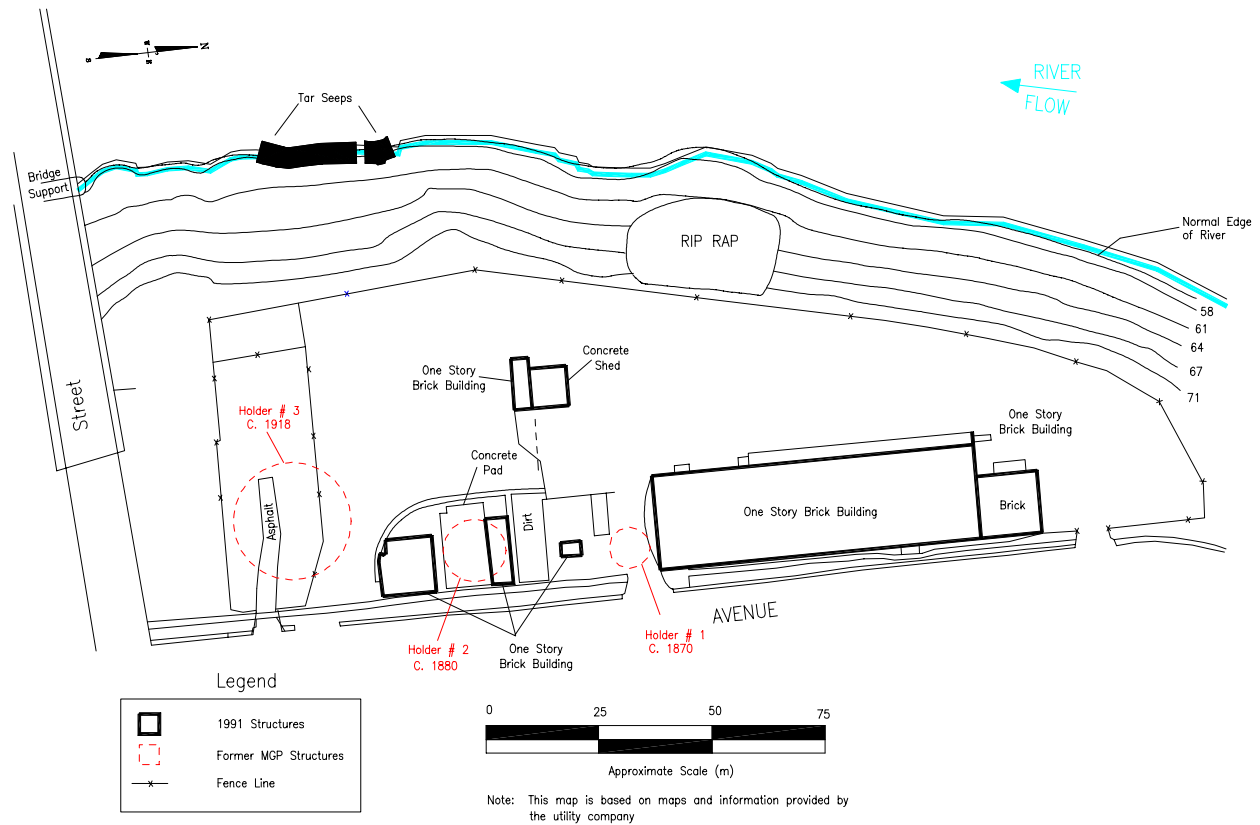 N
S
RIVER
FLOW
Tar Seeps
Bridge
Support
Normal Edge
of River
RIP RAP
58
61
64
67
71
Street
Concrete
Shed
One Story
Brick Building
Holder # 3
C. 1918
One Story
Brick Building
Concrete
Pad
Asphalt
Dirt
One Story Brick Building
Brick
AVENUE
Holder # 1
C. 1870
Holder # 2
C. 1880
One Story
Brick Building
Legend
1991 Structures
Former MGP Structures
Fence Line
0 25 50 75
Approximate Scale (m)
Note: This map is based on maps and information provided by
the utility company